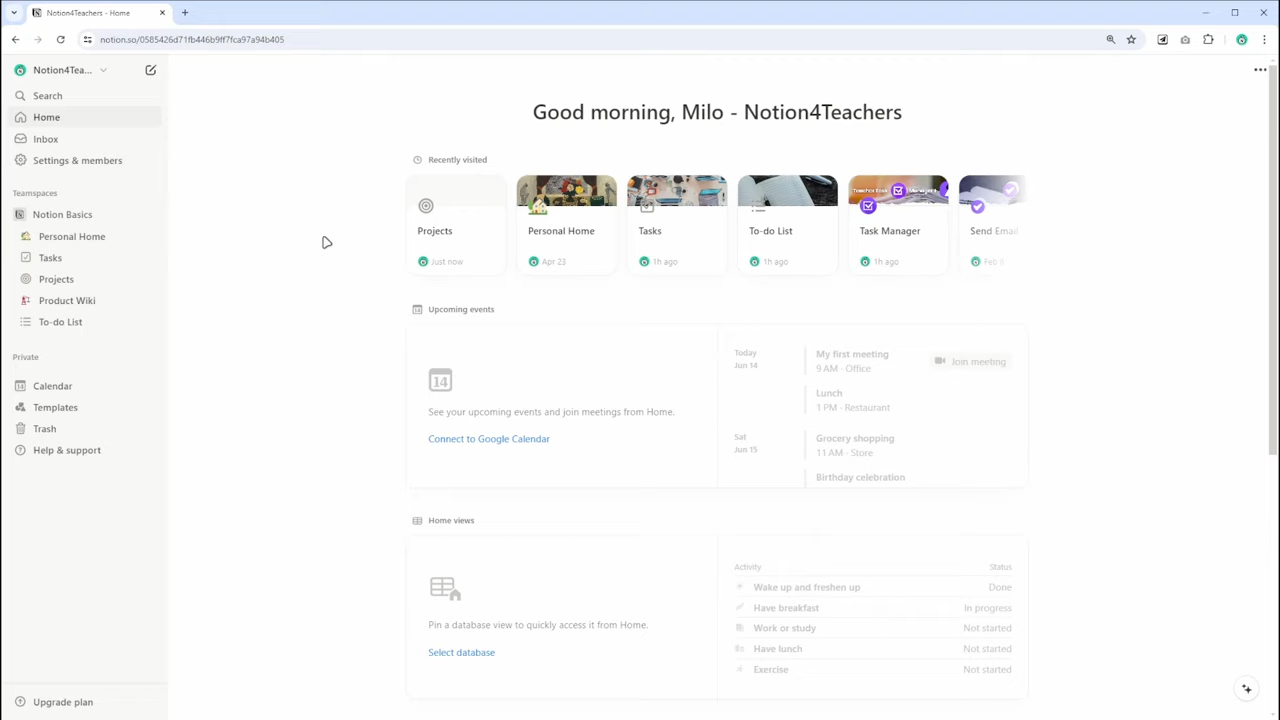 Notion4Teachers - Home
notion.so/0585426d71fb446b9ff7fca97a94b405
Notion4Tea...
Search
Home
Inbox
Settings & members
Teamspaces
Notion Basics
Personal Home
Tasks
Projects
Product Wiki
To-do List
Private
Calendar
Templates
Trash
Help & support
Upgrade plan
Good morning, Milo - Notion4Teachers
Recently visited
Projects
Just now
Personal Home
Apr 23
Tasks
1h ago
To-do List
1h ago
Task Manager
1h ago
Send Email
Feb
Upcoming events
14
See your upcoming events and join meetings from Home.
Connect to Google Calendar
Today
Jun 14
My first meeting
9 AM · Office
Join meeting
Lunch
1 PM · Restaurant
Sat
Jun 15
Grocery shopping
11 AM · Store
Birthday celebration
Home views
Pin a database view to quickly access it from Home.
Select database
Activity Status
Wake up and freshen up Done
Have breakfast In progress
Work or study Not started
Have lunch Not started
Exercise Not started